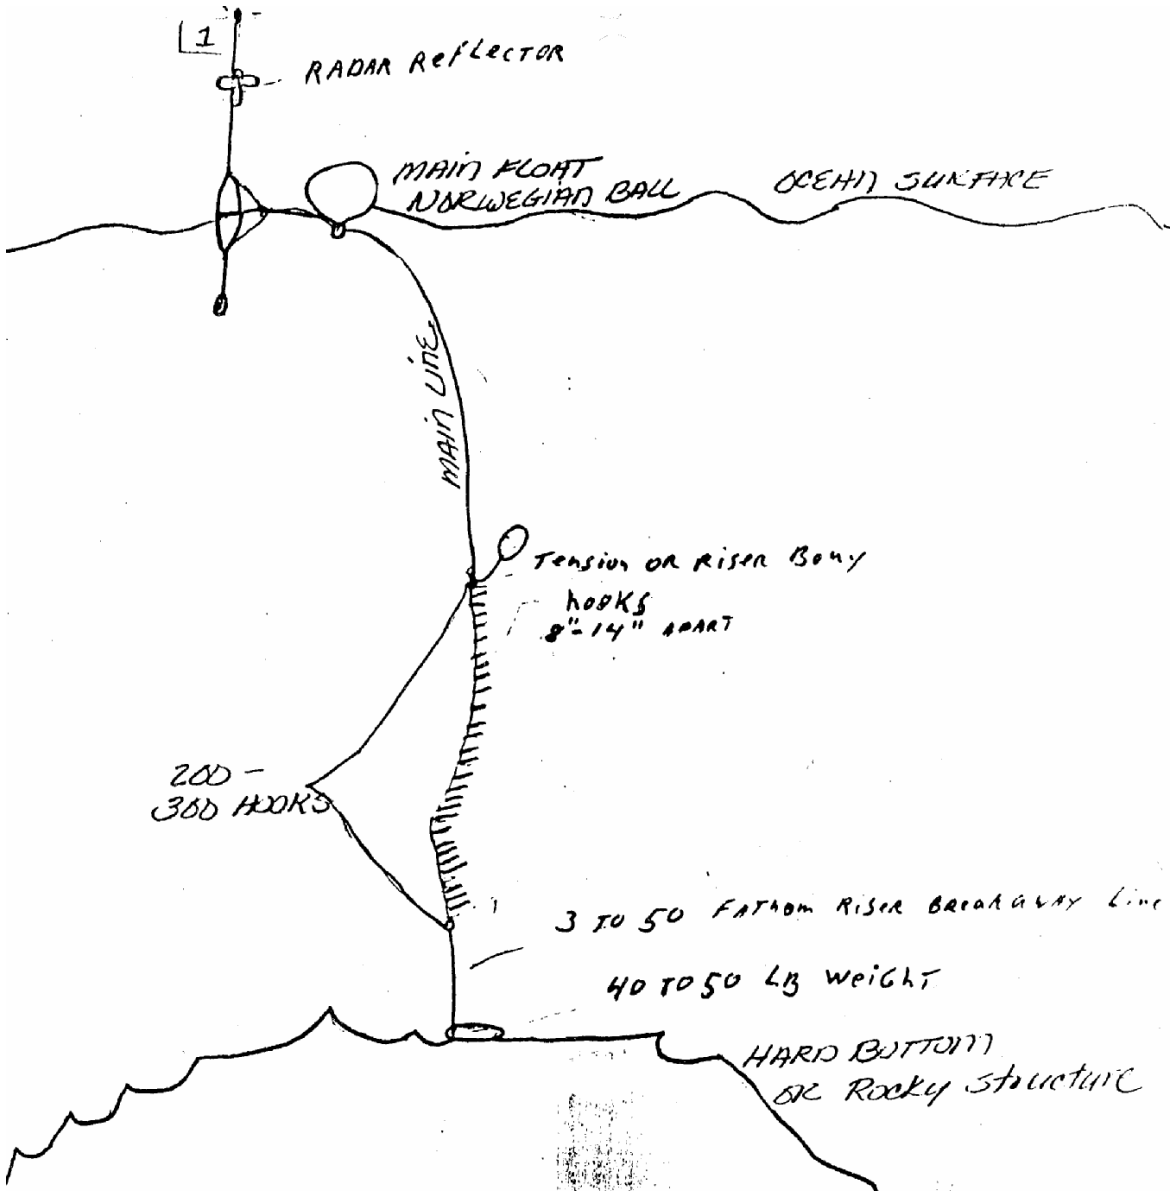 1
RADAR REFLECTOR
MAIN FLOAT
NORWEGIAN BALL
OCEAN SURFACE
MAIN LINE
Tension OR Riser Bouy
hooks
8"-14" APART
200 -
300 HOOKS
3 TO 50 FAThom Riser BreakAWAY Line
40 TO 50 LB WeiGhT
HARD BOTTOM
OR Rocky Structure